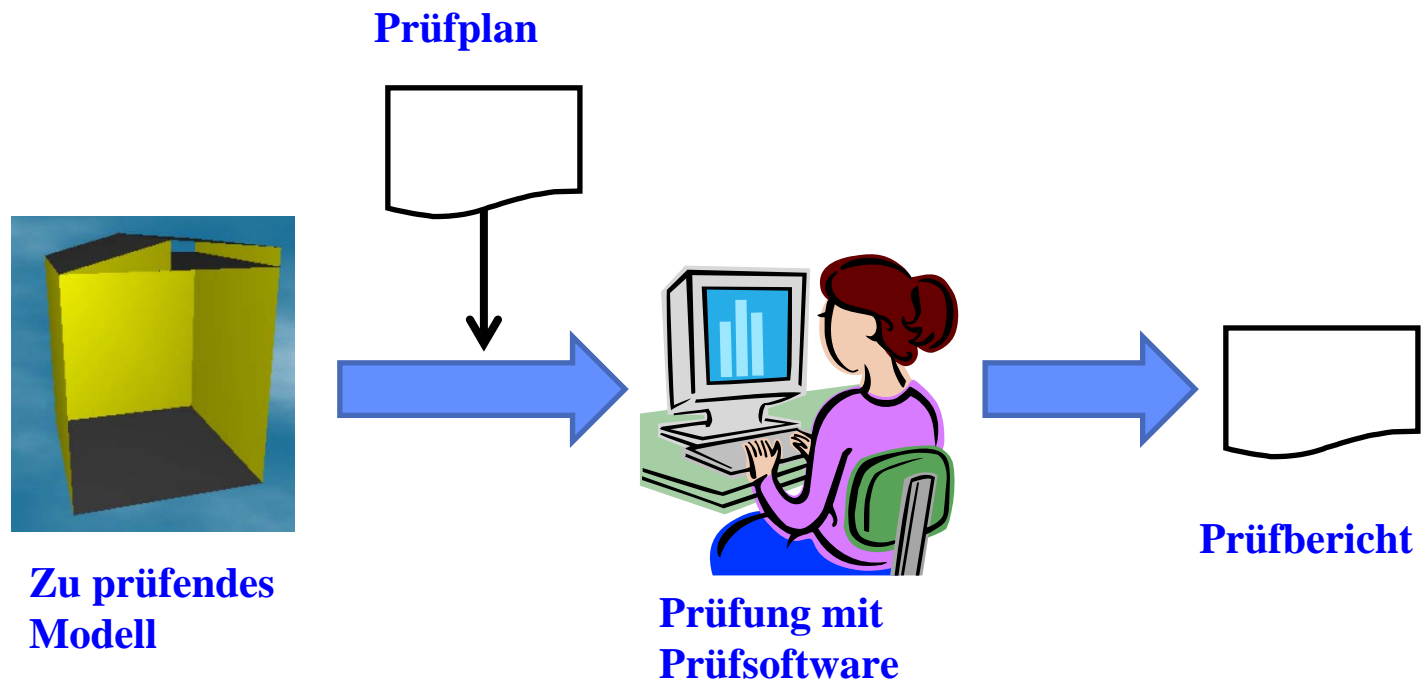 Prüfplan
Zu prüfendes
Modell
Prüfung mit
Prüfsoftware
Prüfbericht